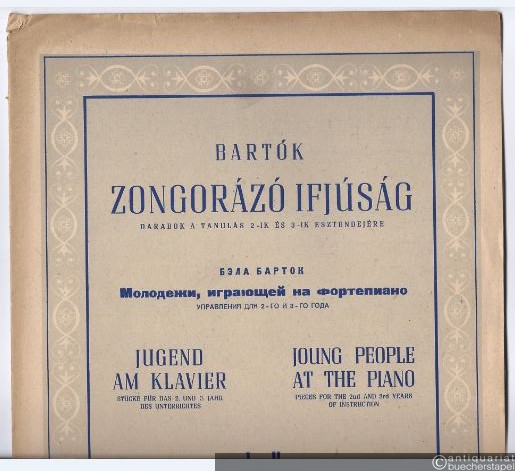 BARTÓK
ZONGORÁZÓ IFJÚSÁG
DARABOK A TANULÁS 2-IK ÉS 3-IK ESZTENDEJÉRE
БЭЛА БАРТОК
Молодежи, играющей на фортепиано
УПРАВЛЕНИЯ ДЛЯ 2-ГО И 3-ГО ГОДА
JUGEND
AM KLAVIER
STÜCKE FÜR DAS 2. UND 3. JAHR
DES UNTERRICHTES
JOUNG PEOPLE
AT THE PIANO
PIECES FOR THE 2nd AND 3rd YEARS
OF INSTRUCTION
antiquariat
buecherstapel